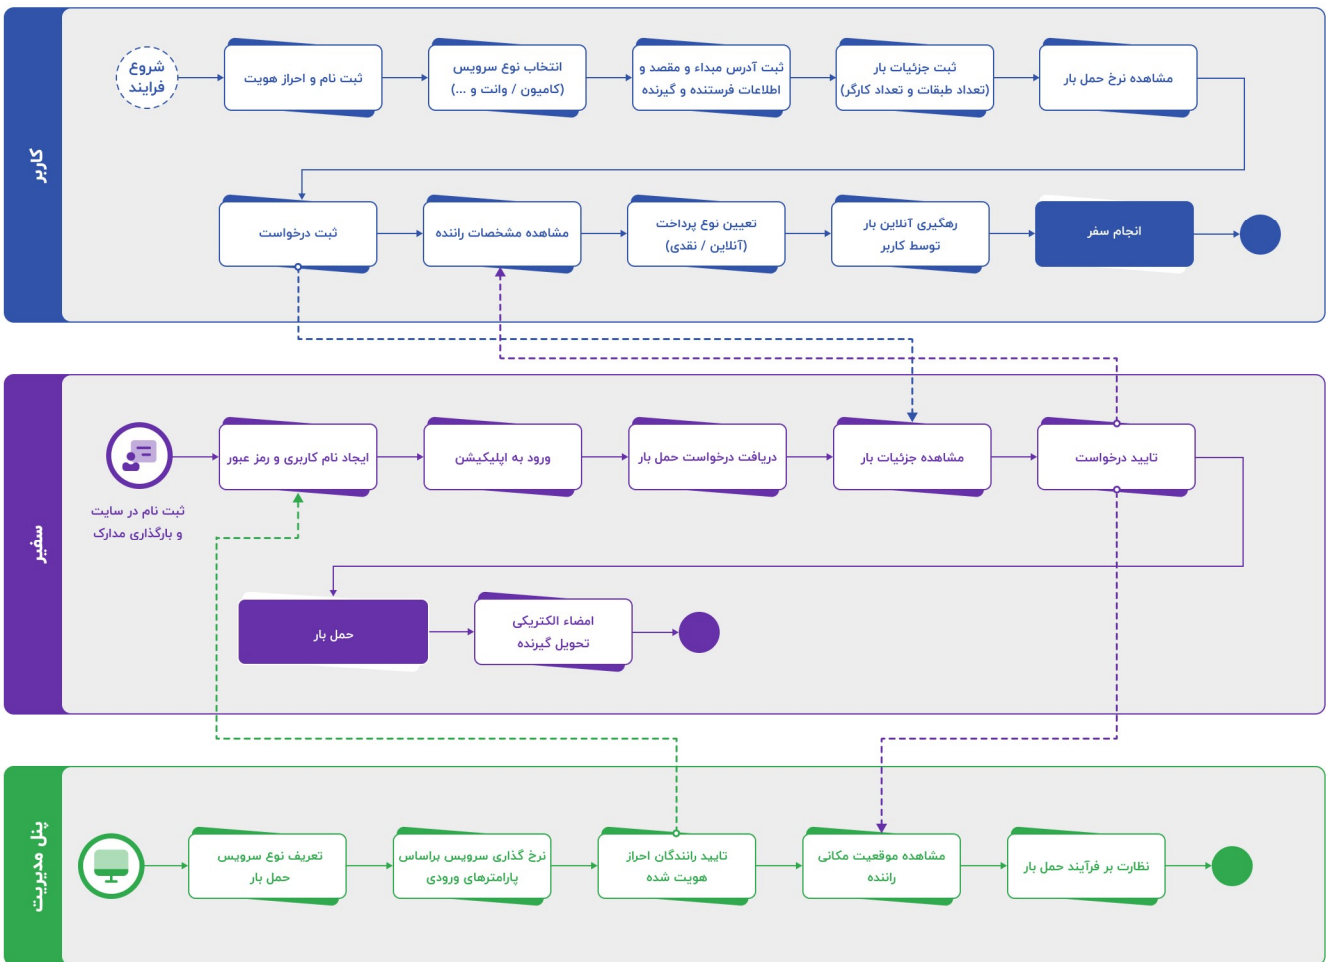 کاربر
شروع
فرایند
ثبت نام و احراز هویت
انتخاب نوع سرویس
(کامیون / وانت و ...)
ثبت آدرس مبداء و مقصد و
اطلاعات فرستنده و گیرنده
ثبت جزئیات بار
(تعداد طبقات و تعداد کارگر)
مشاهده نرخ حمل بار
ثبت درخواست
مشاهده مشخصات راننده
تعیین نوع پرداخت
(آنلاین / نقدی)
رهگیری آنلاین بار
توسط کاربر
انجام سفر
سفیر
ثبت نام در سایت
و بارگذاری مدارک
ایجاد نام کاربری و رمز عبور
ورود به اپلیکیشن
دریافت درخواست حمل بار
مشاهده جزئیات بار
تایید درخواست
حمل بار
امضاء الکتریکی
تحویل گیرنده
پنل مدیریت
تعریف نوع سرویس
حمل بار
نرخ گذاری سرویس براساس
پارامترهای ورودی
تایید رانندگان احراز
هویت شده
مشاهده موقعیت مکانی
راننده
نظارت بر فرآیند حمل بار